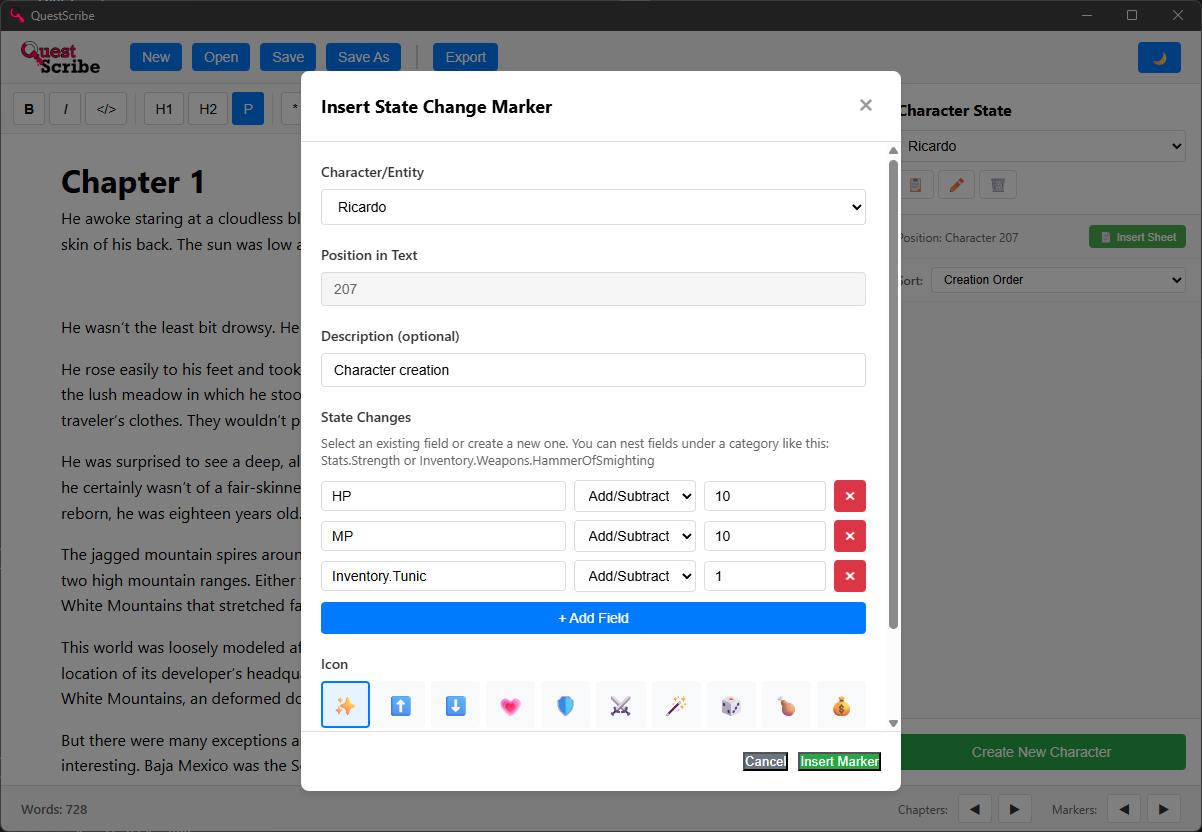 QuestScribe
Quest
Scribe
New
Open
Save
Save As
Export
B
I
</>
H1
H2
P
*
Chapter 1
He awoke staring at a cloudless
skin of his back. The sun was low
He wasn't the least bit drowsy. He
He rose easily to his feet and took
the lush meadow in which he
traveler's clothes. They wouldn't
He was surprised to see a deep,
he certainly wasn't of a fair-skinne
reborn, he was eighteen years old.
The jagged mountain spires
two high mountain ranges. Either
White Mountains that stretched
This world was loosely modeled
location of its developer's
White Mountains, an deformed
But there were many exceptions
interesting. Baja Mexico was the
Words: 728
Insert State Change Marker
×
Character/Entity
Ricardo
Position in Text
207
Description (optional)
Character creation
State Changes
Select an existing field or create a new one. You can nest fields under a category like this:
Stats.Strength or Inventory.Weapons.HammerOfSmighting
HP Add/Subtract 10 ×
MP Add/Subtract 10 ×
Inventory.Tunic Add/Subtract 1 ×
+ Add Field
Icon
Cancel
Insert Marker
Character State
Ricardo
Position: Character 207
Insert Sheet
Sort:
Creation Order
Create New Character
Chapters:
Markers: